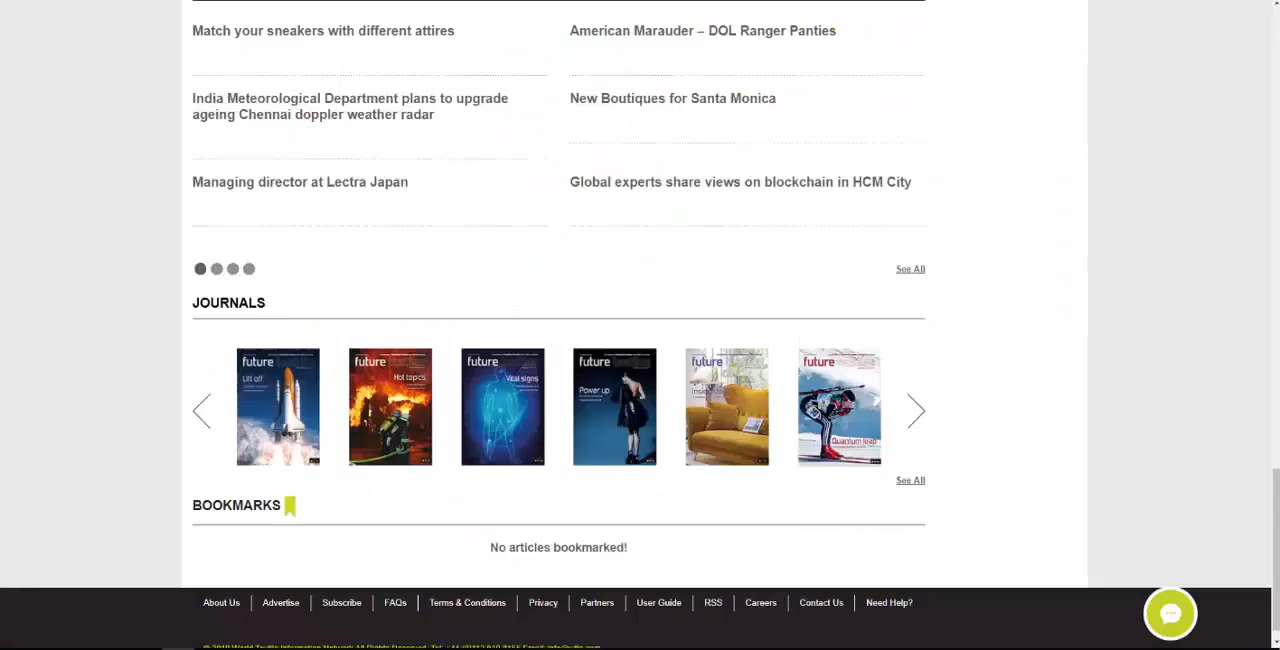 Match your sneakers with different attires
American Marauder – DOL Ranger Panties
India Meteorological Department plans to upgrade
ageing Chennai doppler weather radar
New Boutiques for Santa Monica
Managing director at Lectra Japan
Global experts share views on blockchain in HCM City
See All
JOURNALS
future
Lift off
future
Hot topics
future
Vital signs
future
Power up
future
future
Quantum leap
See All
BOOKMARKS
No articles bookmarked!
About Us
Advertise
Subscribe
FAQs
Terms & Conditions
Privacy
Partners
User Guide
RSS
Careers
Contact Us
Need Help?